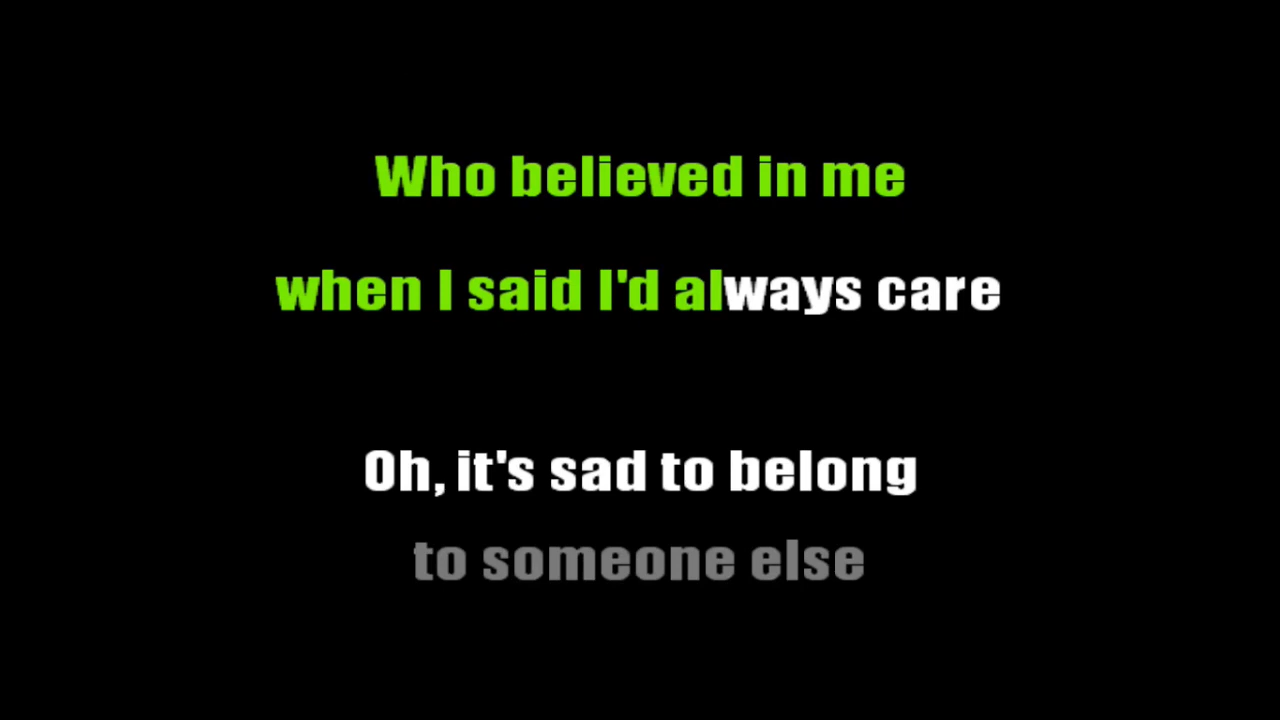 Who believed in me
when I said I'd always care
Oh, it's sad to belong
to someone else